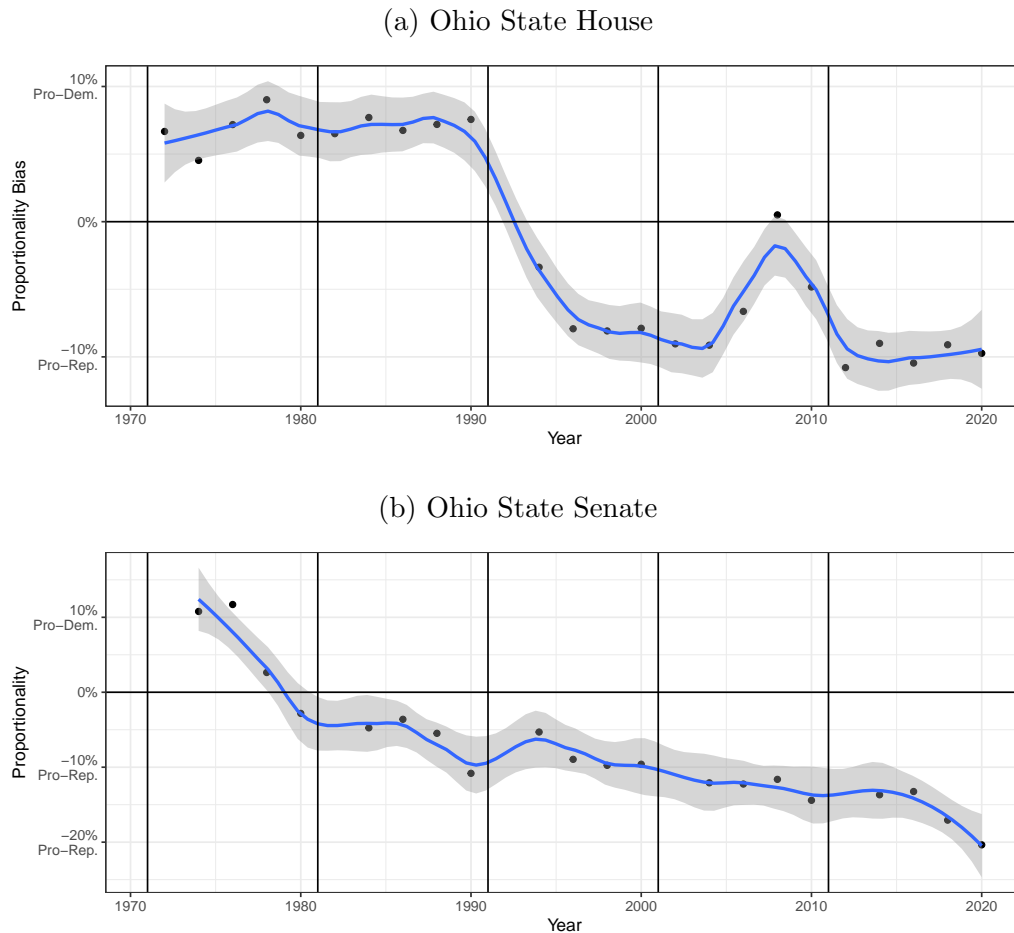 (a) Ohio State House
10%
Pro-Dem.
0%
−10%
Pro-Rep.
Proportionality Bias
1970 1980 1990 2000 2010 2020
Year
(b) Ohio State Senate
10%
Pro-Dem.
0%
−10%
Pro-Rep.
−20%
Pro-Rep.
Proportionality
1970 1980 1990 2000 2010 2020
Year